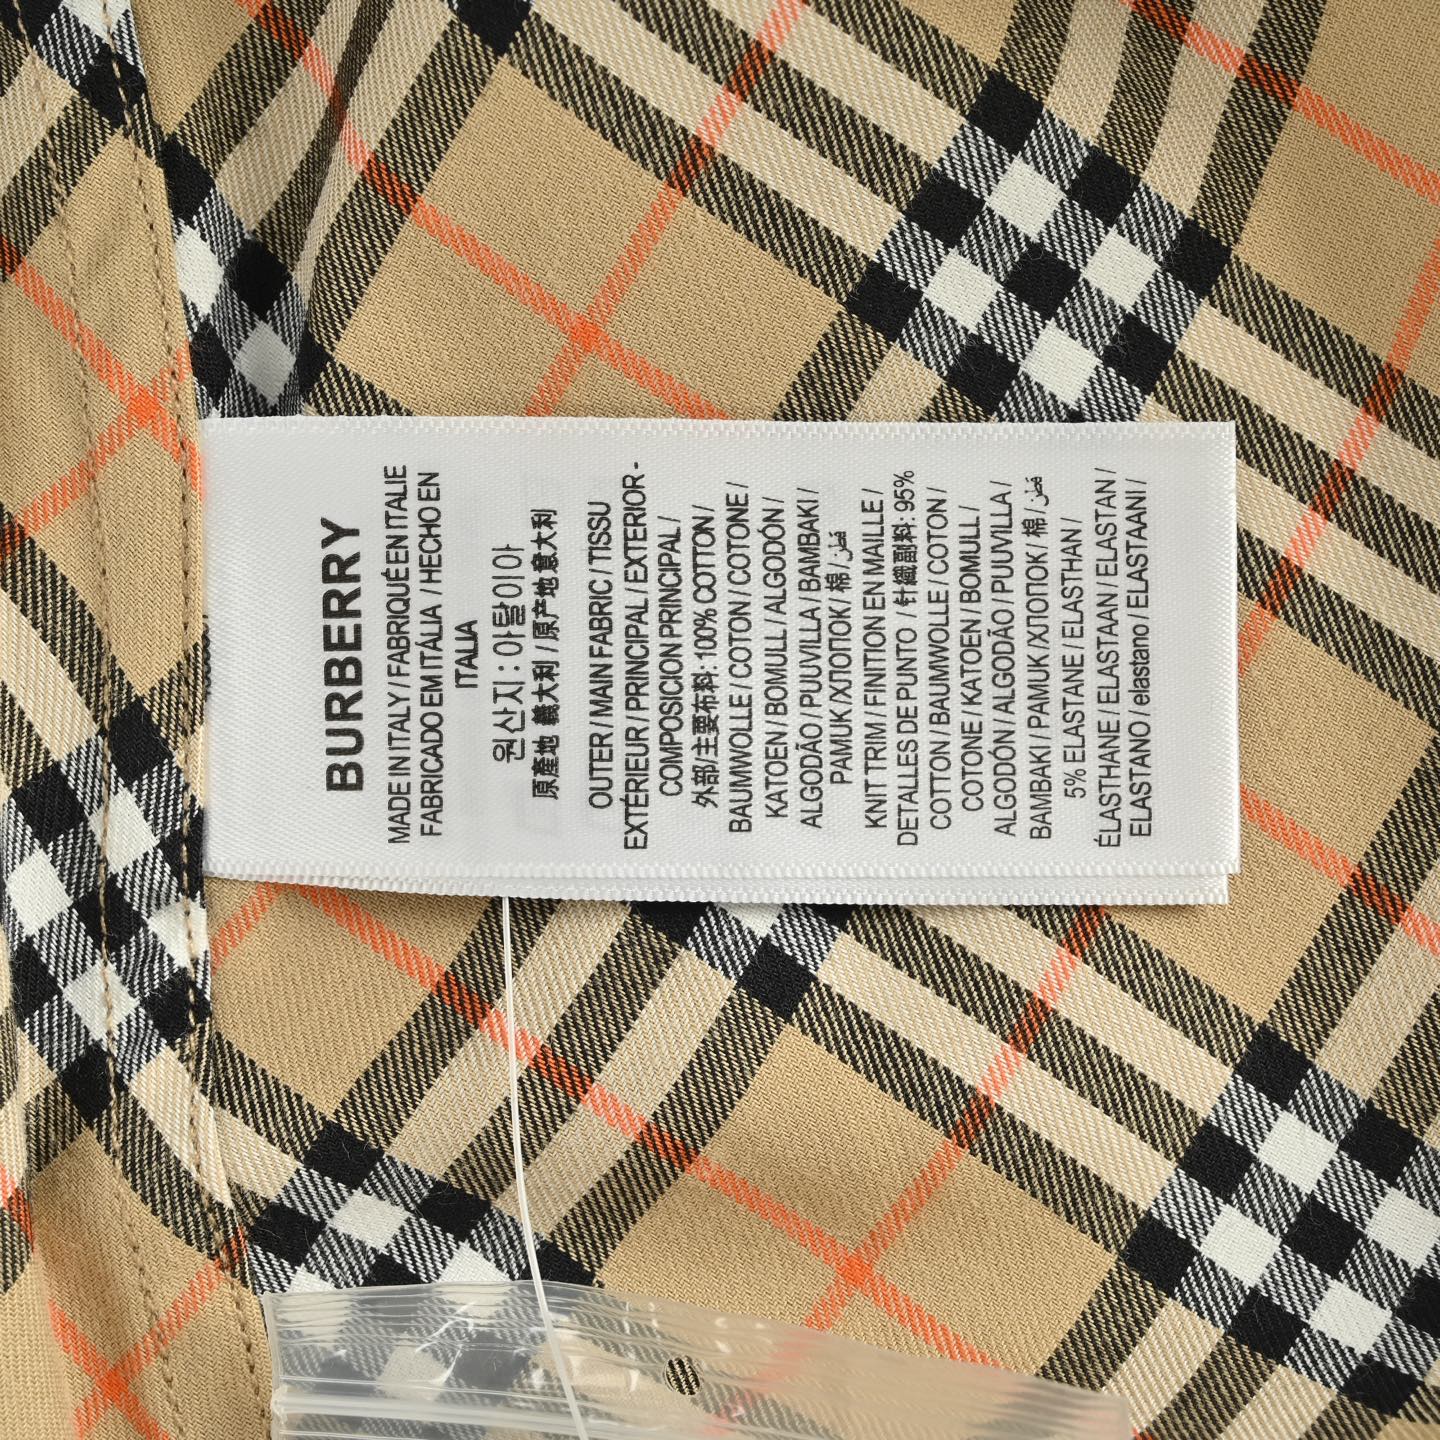 BURBERRY
MADE IN ITALY / FABRIQUÉ EN ITALIE
FABRICADO EM ITÁLIA / HECHO EN
ITALIA
원산지 : 이탈리아
原產地 義大利 / 原产地 意大利
OUTER / MAIN FABRIC / TISSU
EXTÉRIEUR / PRINCIPAL / EXTERIOR -
COMPOSICION PRINCIPAL /
外部/主要布料: 100% COTTON /
BAUMWOLLE / COTON / COTONE /
KATOEN / BOMULL / ALGODÓN /
ALGODÃO / PUUVILLA / BAMBAKI /
PAMUK / ХЛОПОК / 棉 / قطن
KNIT TRIM / FINITION EN MAILLE /
DETALLES DE PUNTO / 针織副料: 95%
COTTON / BAUMWOLLE / COTON /
COTONE / KATOEN / BOMULL /
ALGODÓN / ALGODÃO / PUUVILLA /
BAMBAKI / PAMUK / ХЛОПОК / 棉 / قطن
5% ELASTANE / ELASTHAN /
ÉLASTHANE / ELASTAAN / ELASTAN /
ELASTANO / elastano / ELASTAANI /